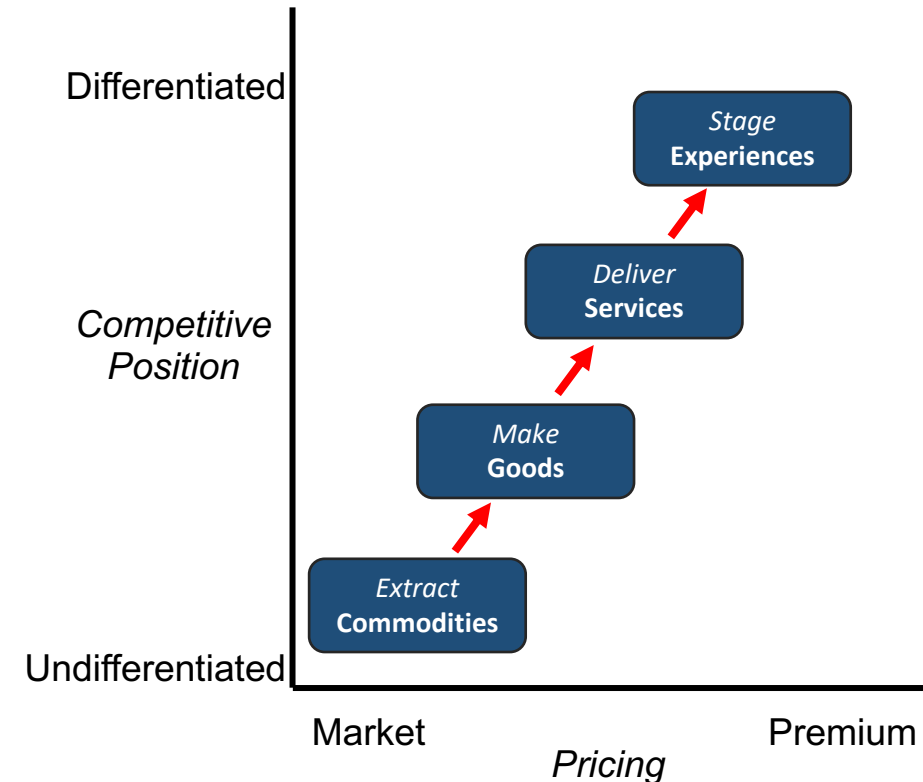 Differentiated
Stage
Experiences
Deliver
Services
Competitive
Position
Make
Goods
Extract
Commodities
Undifferentiated
Market
Premium
Pricing